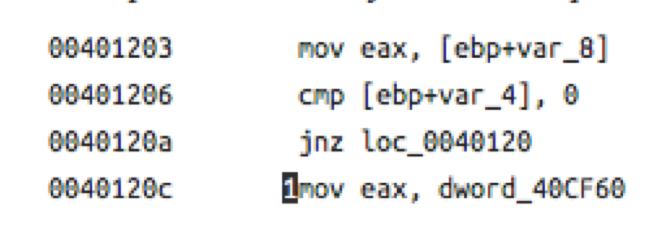 00401203 mov eax, [ebp+var_8]
00401206 cmp [ebp+var_4], 0
0040120a jnz loc_0040120
0040120c 1mov eax, dword_40CF60